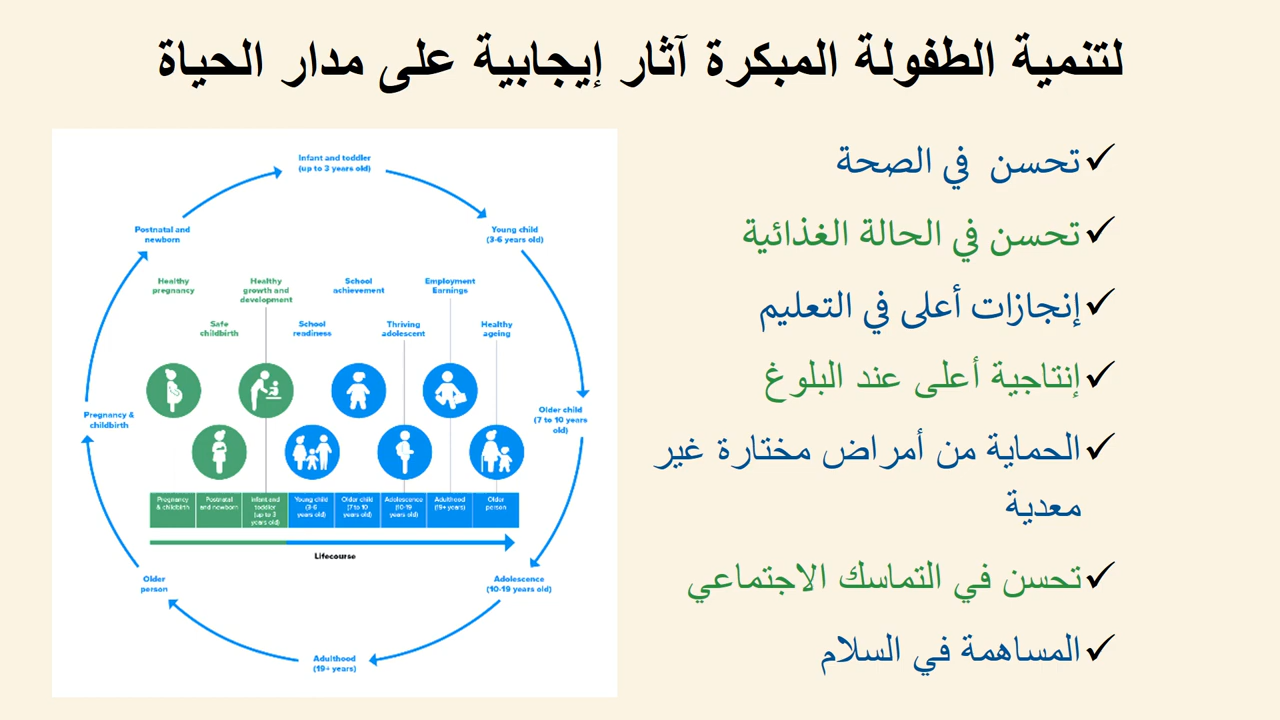 لتنمية الطفولة المبكرة آثار إيجابية على مدار الحياة
تحسن في الصحة
تحسن في الحالة الغذائية
إنجازات أعلى في التعليم
إنتاجية أعلى عند البلوغ
الحماية من أمراض مختارة غير
معدية
تحسن في التماسك الاجتماعي
المساهمة في السلام
Infant and toddler
(up to 3 years old)
Young child
(3-6 years old)
Older child
(7 to 10 years
old)
Adolescence
(10-19 years old)
Adulthood
(19+ years)
Older
person
Pregnancy &
childbirth
Postnatal and
newborn
Healthy
pregnancy
Safe
childbirth
Healthy
growth and
development
School
readiness
School
achievement
Thriving
adolescent
Employment
Earnings
Healthy
ageing
Pregnancy
& childbirth
Postnatal
and newborn
Infant and
toddler
(up to 3
years old)
Young child
(3-6
years old)
Older child
(7 to 10
years old)
Adolescence
(10-19
years old)
Adulthood
(19+ years)
Older
person
Lifecourse